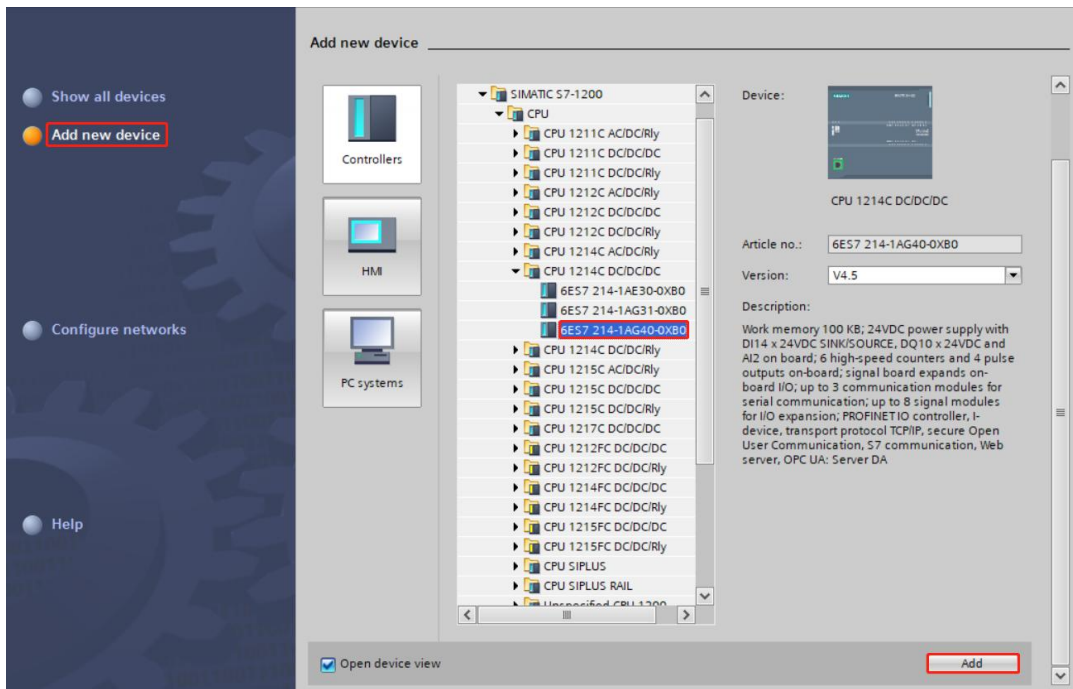 Add new device
Show all devices
Add new device
Configure networks
Help
Controllers
HMI
PC systems
SIMATIC S7-1200
CPU
CPU 1211C AC/DC/Rly
CPU 1211C DC/DC/DC
CPU 1211C DC/DC/Rly
CPU 1212C AC/DC/Rly
CPU 1212C DC/DC/DC
CPU 1212C DC/DC/Rly
CPU 1214C AC/DC/Rly
CPU 1214C DC/DC/DC
6ES7 214-1AE30-0XB0
6ES7 214-1AG31-0XB0
6ES7 214-1AG40-0XB0
CPU 1214C DC/DC/Rly
CPU 1215C AC/DC/Rly
CPU 1215C DC/DC/DC
CPU 1215C DC/DC/Rly
CPU 1217C DC/DC/DC
CPU 1212FC DC/DC/DC
CPU 1212FC DC/DC/Rly
CPU 1214FC DC/DC/DC
CPU 1214FC DC/DC/Rly
CPU 1215FC DC/DC/DC
CPU 1215FC DC/DC/Rly
CPU SIPLUS
CPU SIPLUS RAIL
Unspecified CPU 1200
Device:
CPU 1214C DC/DC/DC
Article no.: 6ES7 214-1AG40-0XB0
Version: V4.5
Description:
Work memory 100 KB; 24VDC power supply with
DI14 x 24VDC SINK/SOURCE, DQ10 x 24VDC and
AI2 on board; 6 high-speed counters and 4 pulse
outputs on-board; signal board expands on-
board I/O; up to 3 communication modules for
serial communication; up to 8 signal modules
for I/O expansion; PROFINET IO controller, I-
device, transport protocol TCP/IP, secure Open
User Communication, S7 communication, Web
server, OPC UA: Server DA
Open device view
Add